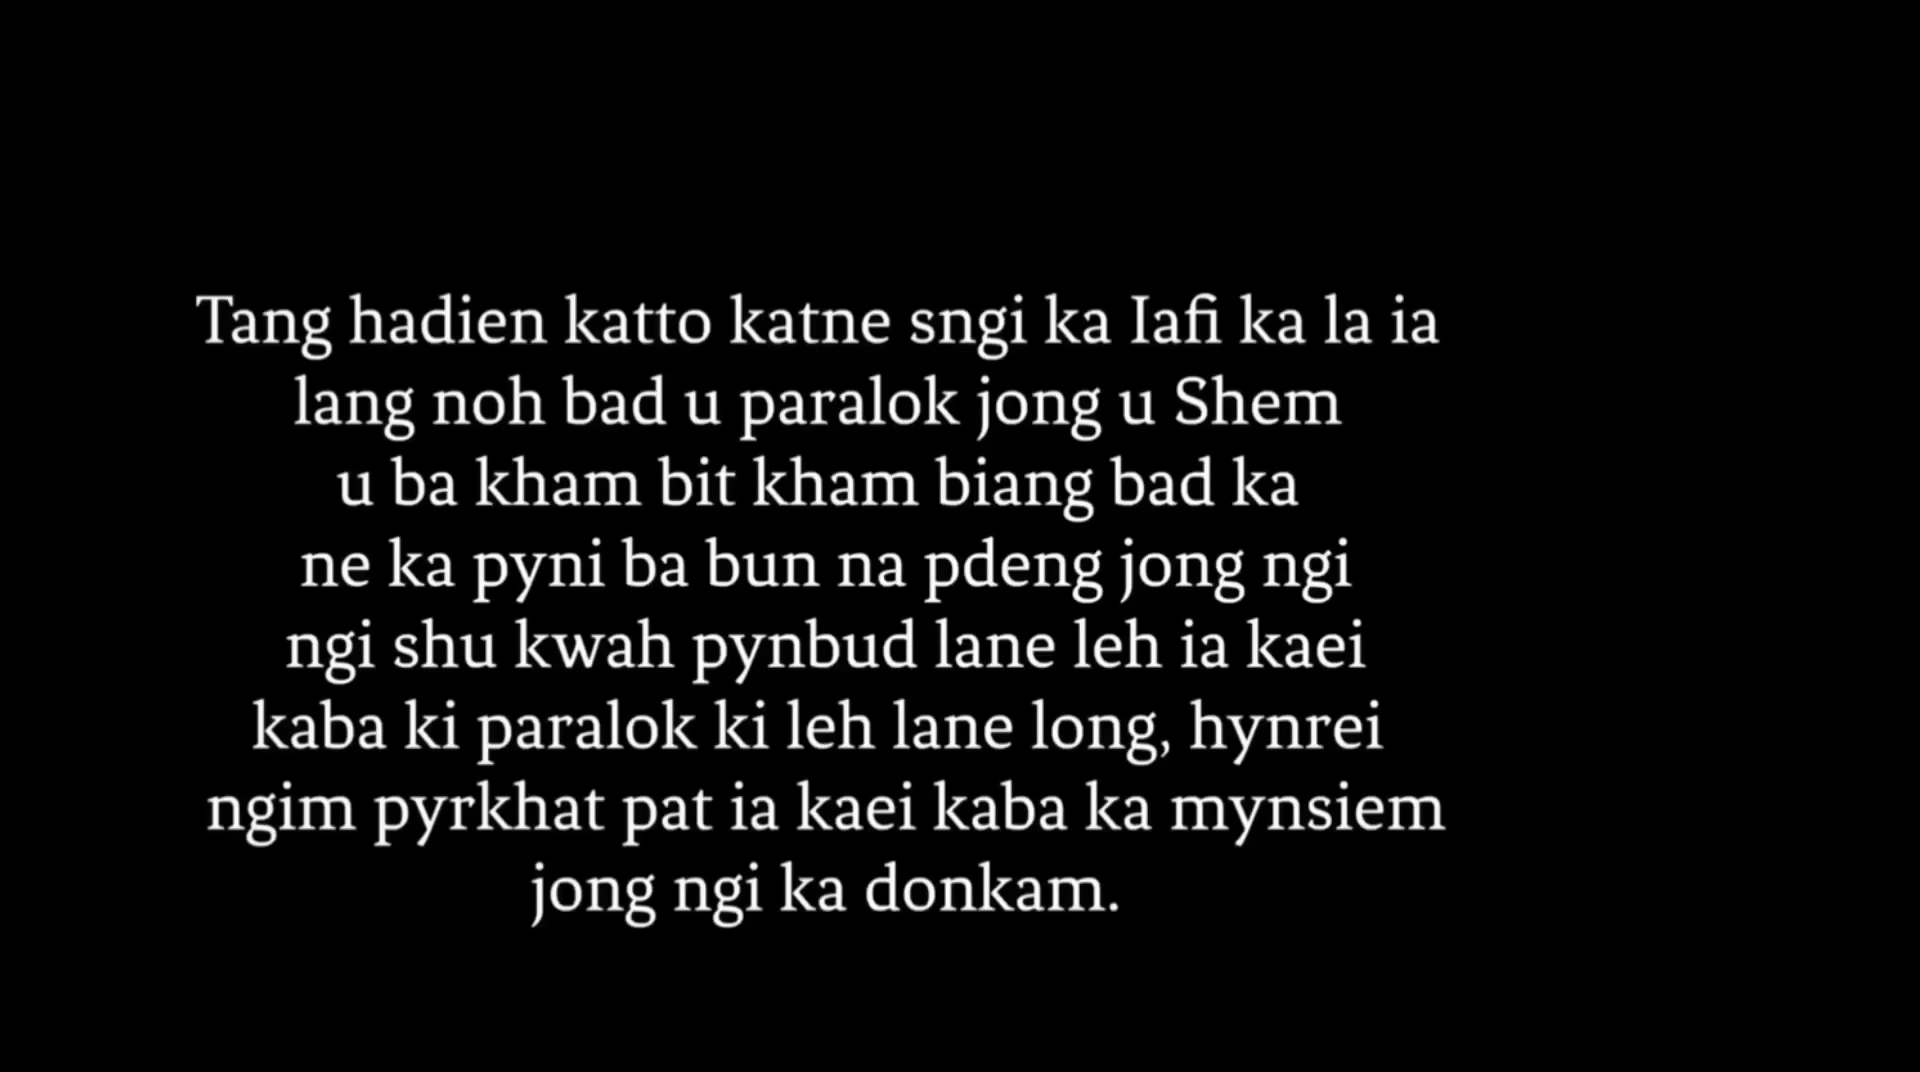 Tang hadien katto katne sngi ka Iafi ka la ia
lang noh bad u paralok jong u Shem
u ba kham bit kham biang bad ka
ne ka pyni ba bun na pdeng jong ngi
ngi shu kwah pynbud lane leh ia kaei
kaba ki paralok ki leh lane long, hynrei
ngim pyrkhat pat ia kaei kaba ka mynsiem
jong ngi ka donkam.